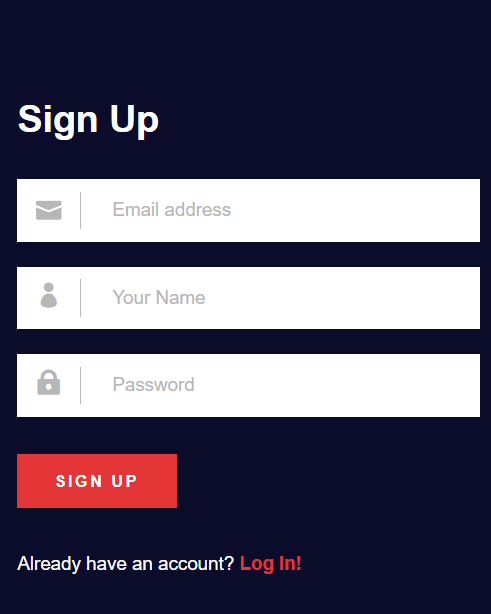 Sign Up
Email address
Your Name
Password
SIGN UP
Already have an account? Log In!